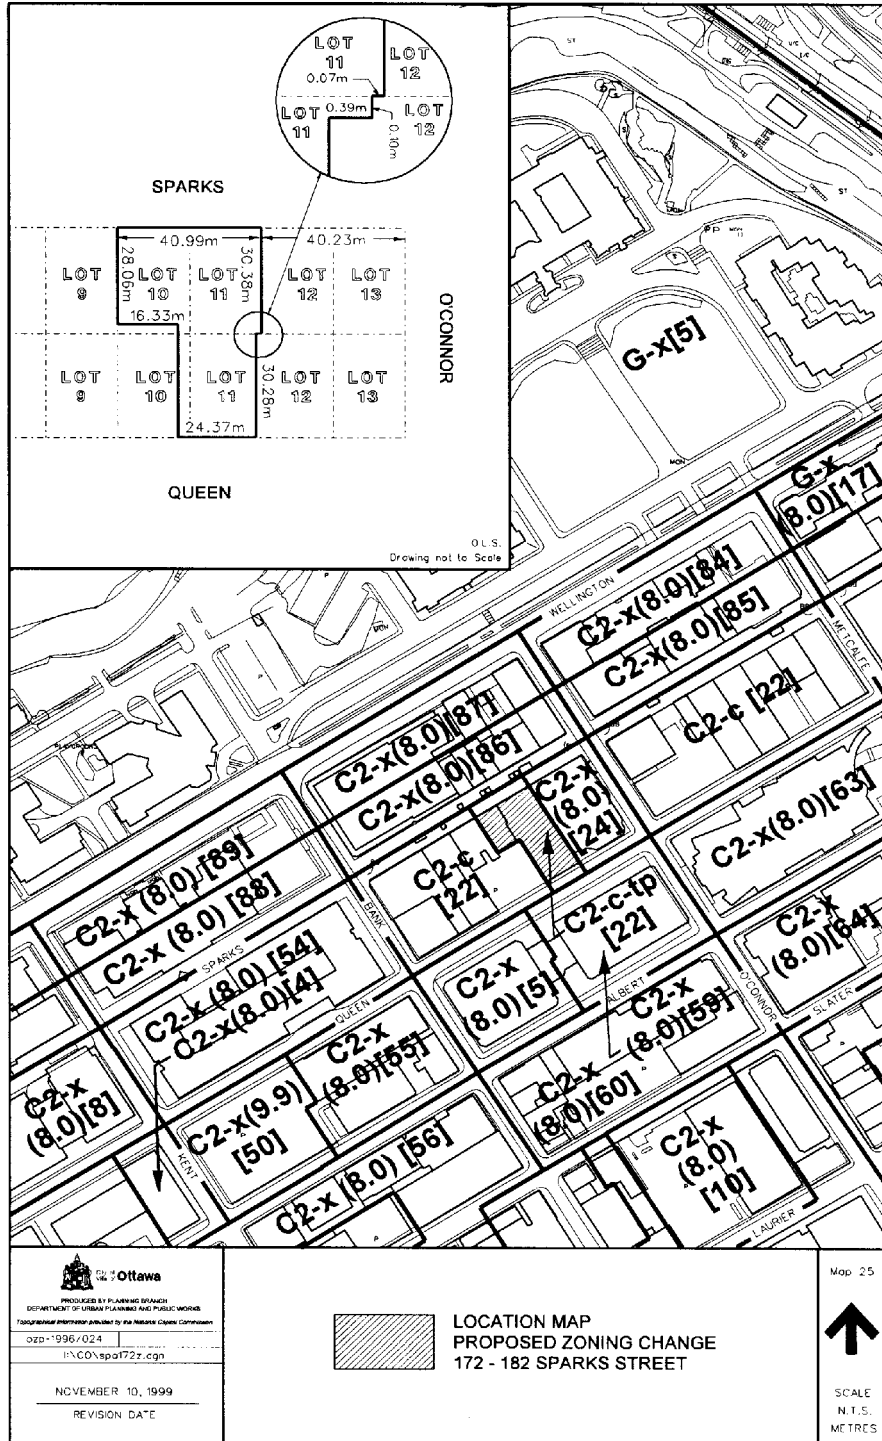 LOT
11
LOT
12
0.07m
0.39m
LOT
11
LOT
12
0.10m
SPARKS
40.99m
40.23m
28.06m
30.38m
LOT
9
LOT
10
LOT
11
LOT
12
LOT
13
16.33m
O'CONNOR
LOT
9
LOT
10
LOT
11
LOT
12
LOT
13
30.28m
24.37m
QUEEN
O.L.S.
Drawing not to Scale
G-x[5]
G-x
(8.0)[17]
WELLINGTON
C2-x(8.0)[84]
C2-x(8.0)[85]
METCALFE
C2-c [22]
C2-x(8.0)[87]
C2-x(8.0)[86]
C2-x
(8.0)
[24]
C2-x(8.0)[63]
C2-x (8.0) [89]
C2-x (8.0) [88]
C2-c
[22]
BANK
C2-c-tp
[22]
C2-x
(8.0)[64]
SPARKS
C2-x (8.0) [54]
C2-x(8.0)[4]
QUEEN
C2-x
(8.0) [5]
ALBERT
O'CONNOR
SLATER
C2-x
(8.0)[59]
C2-x
(8.0)[8]
C2-x
(8.0)[55]
C2-x
(8.0)[60]
C2-x(9.9)
[50]
KENT
C2-x (8.0) [56]
C2-x
(8.0)
[10]
LAURIER
Ottawa
PRODUCED BY PLANNING BRANCH
DEPARTMENT OF URBAN PLANNING AND PUBLIC WORKS
Topographical information provided by the National Capital Commission
ozp-1996/024
I:\CO\spa172z.cgn
NOVEMBER 10, 1999
REVISION DATE
LOCATION MAP
PROPOSED ZONING CHANGE
172 - 182 SPARKS STREET
Map 25
SCALE
N.T.S.
METRES